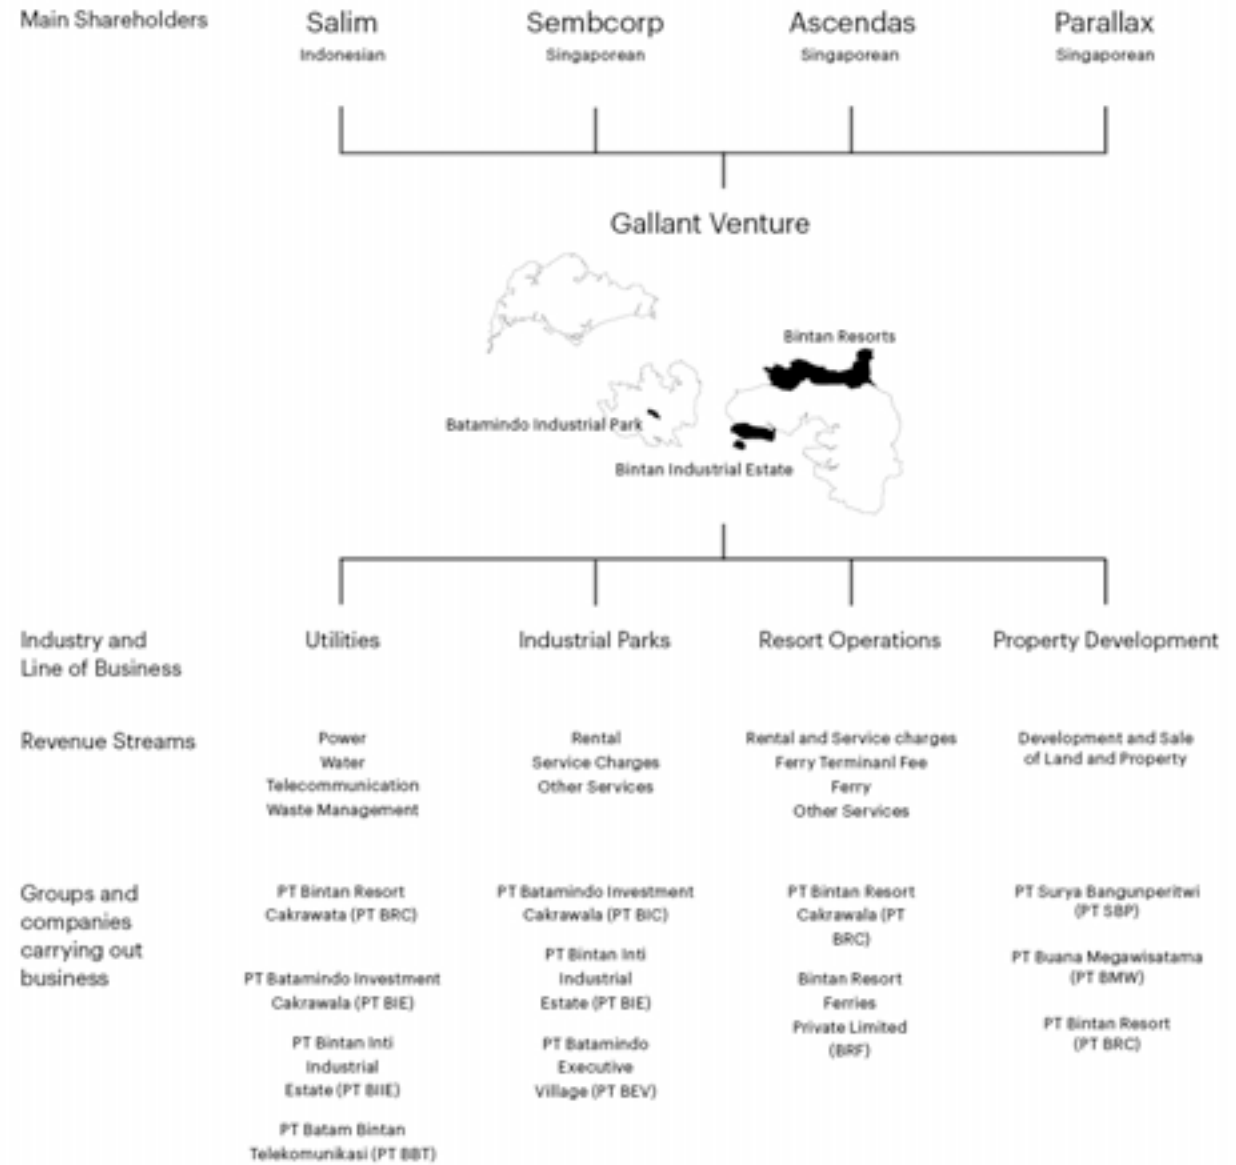 Main Shareholders
Salim
Indonesian
Sembcorp
Singaporean
Ascendas
Singaporean
Parallax
Singaporean
Gallant Venture
Bintan Resorts
Batamindo Industrial Park
Bintan Industrial Estate
Industry and
Line of Business
Utilities
Industrial Parks
Resort Operations
Property Development
Revenue Streams
Power
Water
Telecommunication
Waste Management
Rental
Service Charges
Other Services
Rental and Service charges
Ferry Terminanl Fee
Ferry
Other Services
Development and Sale
of Land and Property
Groups and
companies
carrying out
business
PT Bintan Resort
Cakrawata (PT BRC)
PT Batamindo Investment
Cakrawala (PT BIE)
PT Bintan Inti
Industrial
Estate (PT BIIE)
PT Batam Bintan
Telekomunikasi (PT BBT)
PT Batamindo Investment
Cakrawala (PT BIC)
PT Bintan Inti
Industrial
Estate (PT BIE)
PT Batamindo
Executive
Village (PT BEV)
PT Bintan Resort
Cakrawala (PT
BRC)
Bintan Resort
Ferries
Private Limited
(BRF)
PT Surya Bangunperitwi
(PT SBP)
PT Buana Megawisatama
(PT BMW)
PT Bintan Resort
(PT BRC)